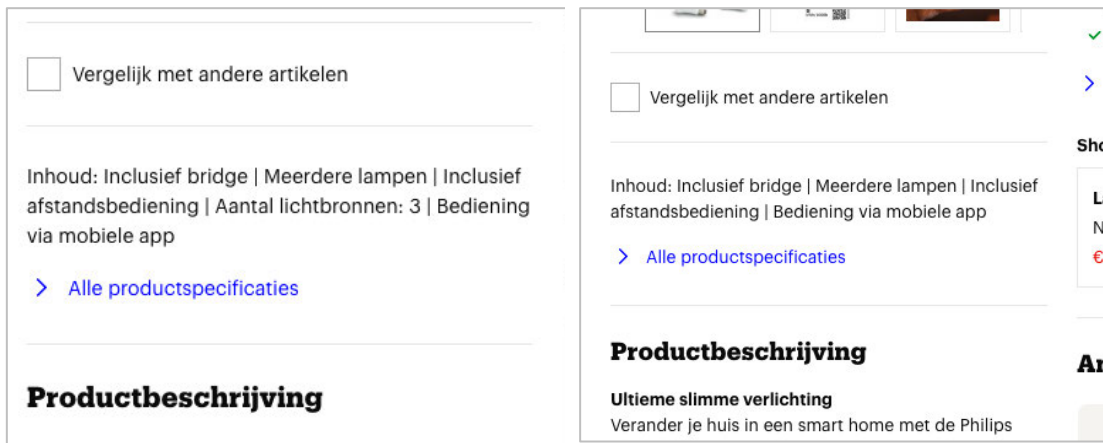 Vergelijk met andere artikelen
Inhoud: Inclusief bridge | Meerdere lampen | Inclusief
afstandsbediening | Aantal lichtbronnen: 3 | Bediening
via mobiele app
Alle productspecificaties
Productbeschrijving
Vergelijk met andere artikelen
Inhoud: Inclusief bridge | Meerdere lampen | Inclusief
afstandsbediening | Bediening via mobiele app
Alle productspecificaties
Productbeschrijving
Ultieme slimme verlichting
Verander je huis in een smart home met de Philips
€